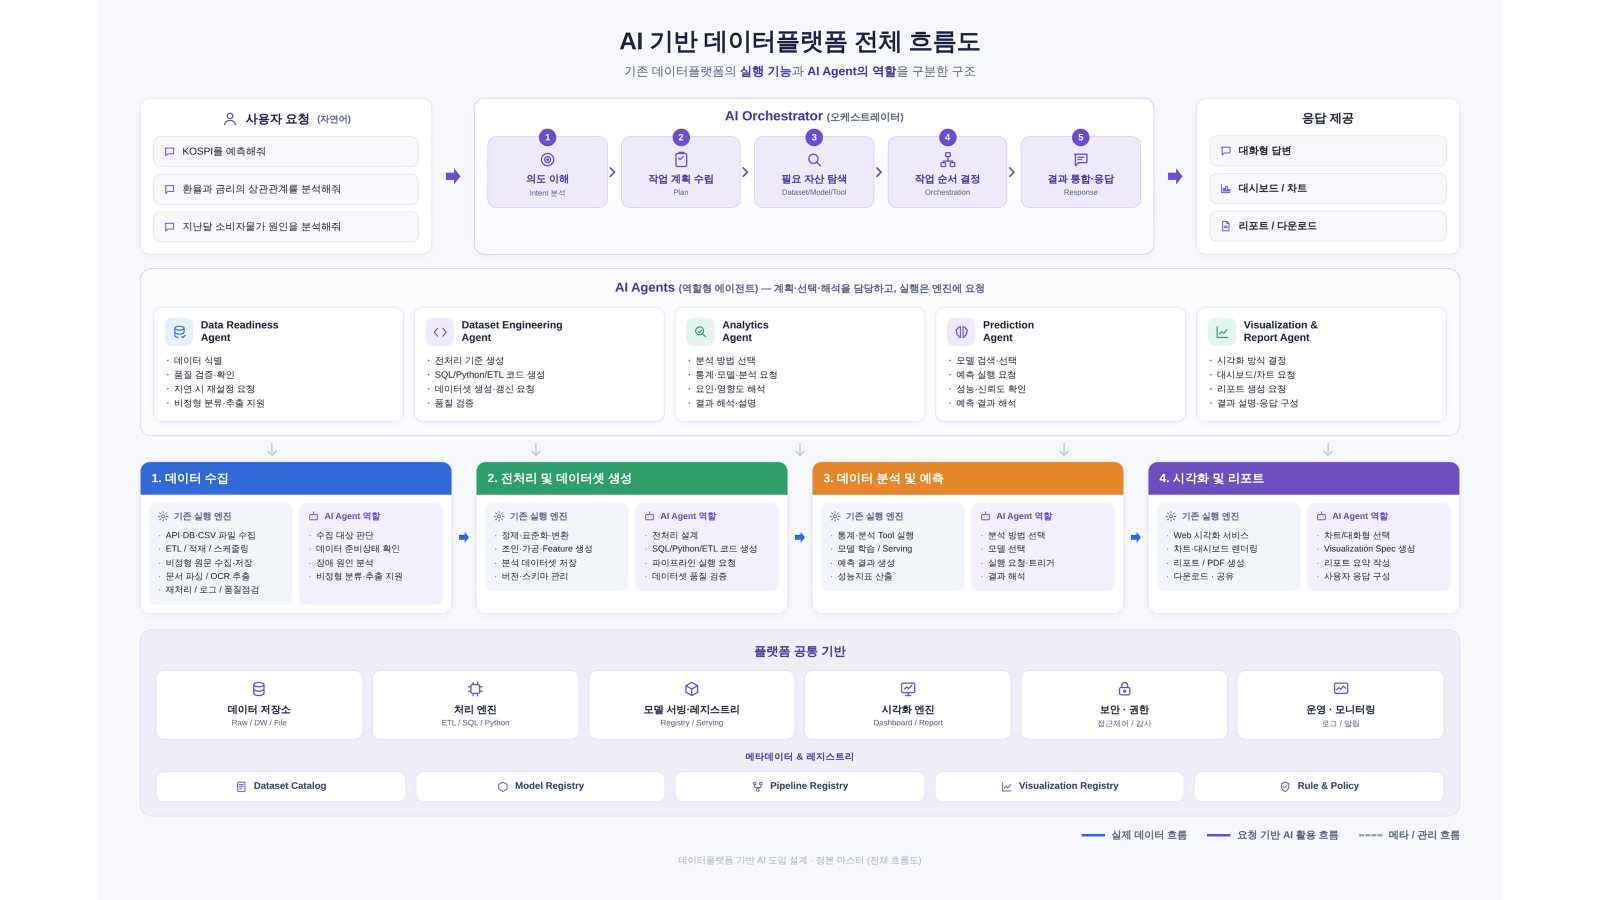 AI 기반 데이터플랫폼 전체 흐름도
기존 데이터플랫폼의 실행 기능과 AI Agent의 역할을 구분한 구조
사용자 요청 (자연어)
KOSPI를 예측해줘
환율과 금리의 상관관계를 분석해줘
지난달 소비자물가 원인을 분석해줘
AI Orchestrator (오케스트레이터)
1
의도 이해
Intent 분석
2
작업 계획 수립
Plan
3
필요 자산 탐색
Dataset/Model/Tool
4
작업 순서 결정
Orchestration
5
결과 통합·응답
Response
응답 제공
대화형 답변
대시보드 / 차트
리포트 / 다운로드
AI Agents (역할형 에이전트) — 계획·선택·해석을 담당하고, 실행은 엔진에 요청
Data Readiness
Agent
· 데이터 식별
· 품질 검증·확인
· 지연 시 재설정 요청
· 비정형 분류·추출 지원
Dataset Engineering
Agent
· 전처리 기준 생성
· SQL/Python/ETL 코드 생성
· 데이터셋 생성·갱신 요청
· 품질 검증
Analytics
Agent
· 분석 방법 선택
· 통계·모델·분석 요청
· 요인·영향도 해석
· 결과 해석·설명
Prediction
Agent
· 모델 검색·선택
· 예측 실행 요청
· 성능·신뢰도 확인
· 예측 결과 해석
Visualization &
Report Agent
· 시각화 방식 결정
· 대시보드/차트 요청
· 리포트 생성 요청
· 결과 설명·응답 구성
1. 데이터 수집
기존 실행 엔진
· API·DB·CSV 파일 수집
· ETL / 적재 / 스케줄링
· 비정형 원문 수집·저장
· 문서 파싱 / OCR 추출
· 재처리 / 로그 / 품질점검
AI Agent 역할
· 수집 대상 판단
· 데이터 준비상태 확인
· 장애 원인 분석
· 비정형 분류·추출 지원
2. 전처리 및 데이터셋 생성
기존 실행 엔진
· 정제·표준화·변환
· 조인·가공·Feature 생성
· 분석 데이터셋 저장
· 버전·스키마 관리
AI Agent 역할
· 전처리 설계
· SQL/Python/ETL 코드 생성
· 파이프라인 실행 요청
· 데이터셋 품질 검증
3. 데이터 분석 및 예측
기존 실행 엔진
· 통계·분석 Tool 실행
· 모델 학습 / Serving
· 예측 결과 생성
· 성능지표 산출
AI Agent 역할
· 분석 방법 선택
· 모델 선택
· 실행 요청·트리거
· 결과 해석
4. 시각화 및 리포트
기존 실행 엔진
· Web 시각화 서비스
· 차트·대시보드 렌더링
· 리포트 / PDF 생성
· 다운로드 · 공유
AI Agent 역할
· 차트/대화형 선택
· Visualization Spec 생성
· 리포트 요약 작성
· 사용자 응답 구성
플랫폼 공통 기반
데이터 저장소
Raw / DW / File
처리 엔진
ETL / SQL / Python
모델 서빙·레지스트리
Registry / Serving
시각화 엔진
Dashboard / Report
보안 · 권한
접근제어 / 감사
운영 · 모니터링
로그 / 알림
메타데이터 & 레지스트리
Dataset Catalog
Model Registry
Pipeline Registry
Visualization Registry
Rule & Policy
실제 데이터 흐름
요청 기반 AI 활용 흐름
메타 / 관리 흐름
데이터플랫폼 기반 AI 도입 설계 · 정본 마스터 (전체 흐름도)